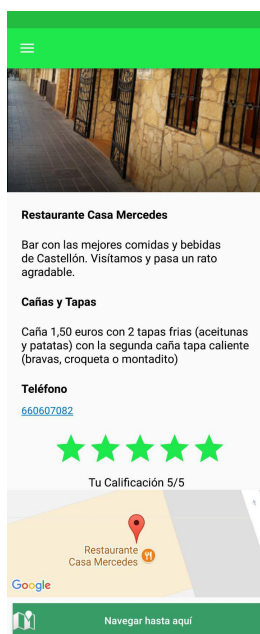 Restaurante Casa Mercedes
Bar con las mejores comidas y bebidas
de Castellón. Visítamos y pasa un rato
agradable.
Cañas y Tapas
Caña 1,50 euros con 2 tapas frias (aceitunas
y patatas) con la segunda caña tapa caliente
(bravas, croqueta o montadito)
Teléfono
660607082
Tu Calificación 5/5
Restaurante
Casa Mercedes
Google
Navegar hasta aquí